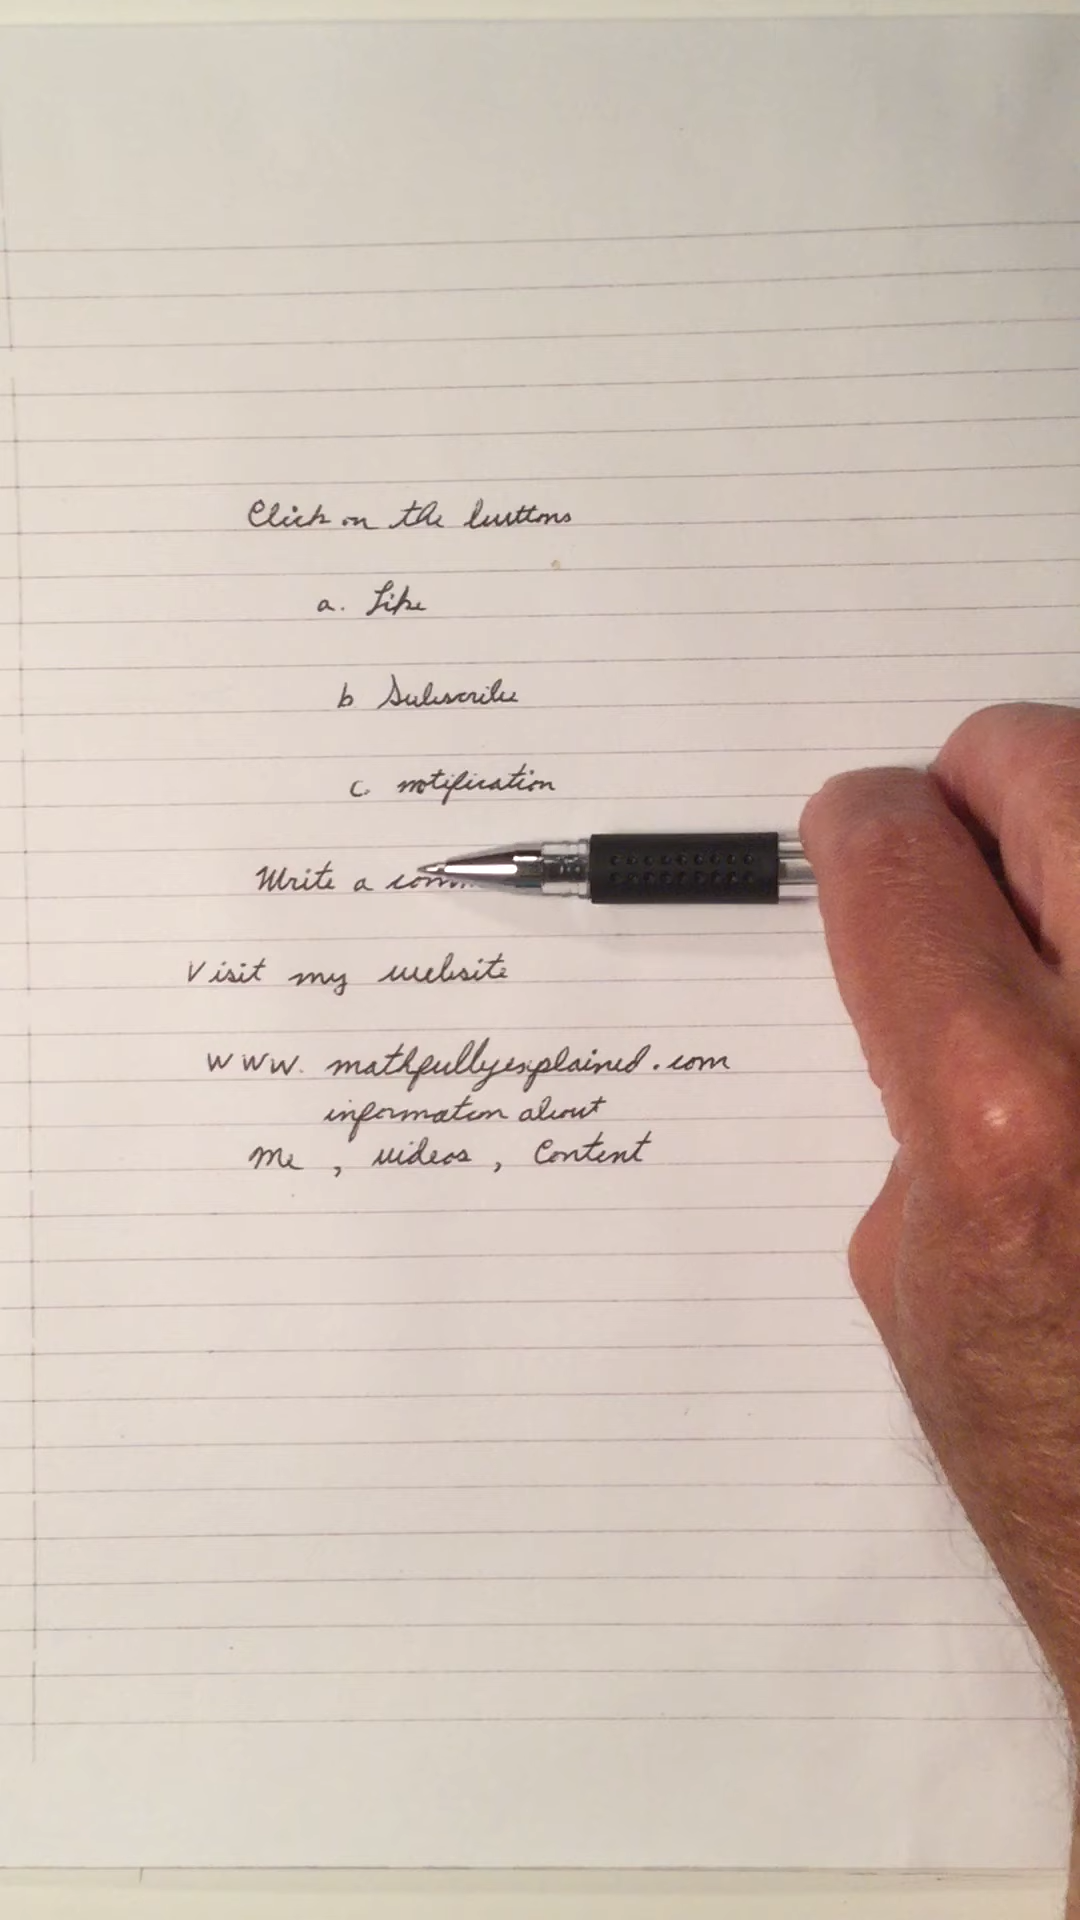 Click on the buttons
a. Like
b Subscribe
c. notification
Write a
Visit my website
www. mathfullyexplained.com
information about
Me , videos , Content